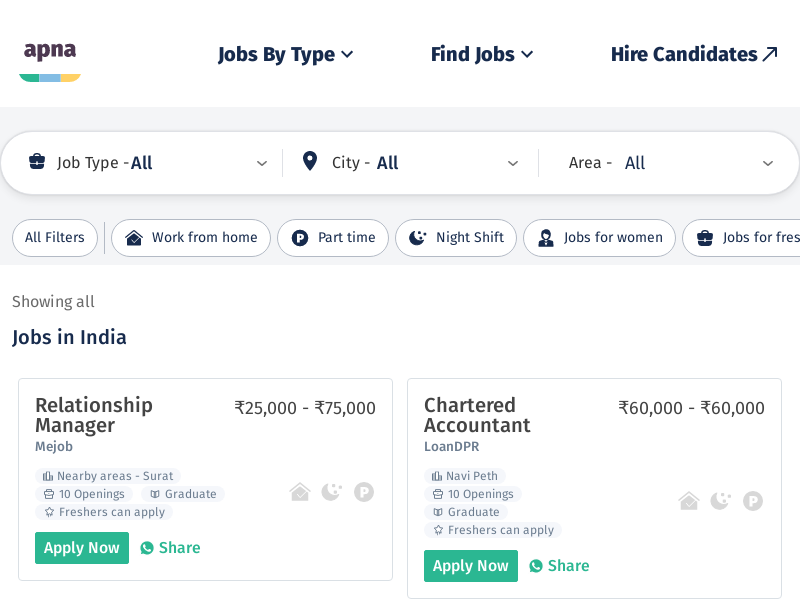 apna
Jobs By Type
Find Jobs
Hire Candidates
Job Type - All
City - All
Area - All
All Filters
Work from home
Part time
Night Shift
Jobs for women
Jobs for fres
Showing all
Jobs in India
Relationship
Manager
₹25,000 - ₹75,000
Mejob
Nearby areas - Surat
10 Openings
Graduate
Freshers can apply
Apply Now
Share
Chartered
Accountant
₹60,000 - ₹60,000
LoanDPR
Navi Peth
10 Openings
Graduate
Freshers can apply
Apply Now
Share